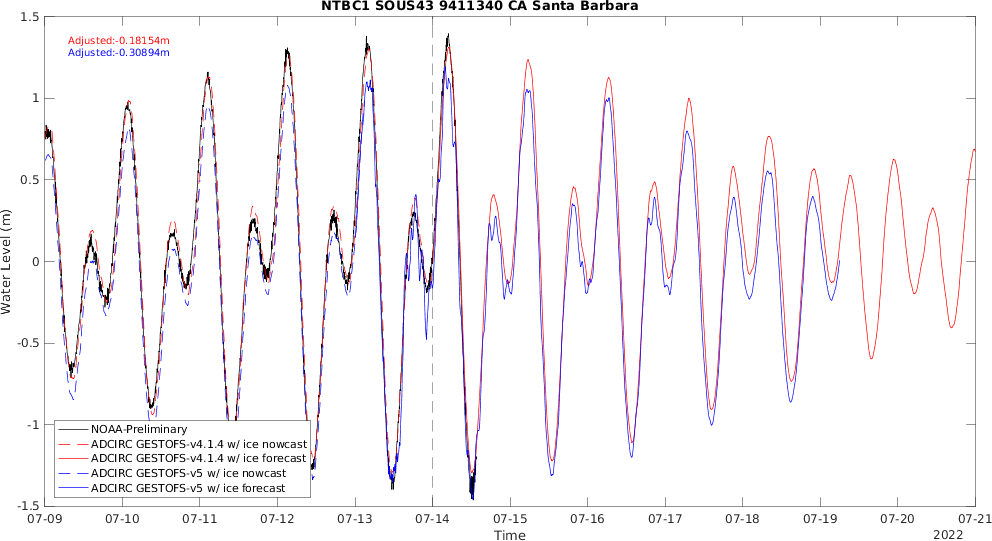 NTBC1 SOUS43 9411340 CA Santa Barbara
Adjusted:-0.18154m
Adjusted:-0.30894m
1.5
1
0.5
0
-0.5
-1
-1.5
Water Level (m)
NOAA-Preliminary
ADCIRC GESTOFS-v4.1.4 w/ ice nowcast
ADCIRC GESTOFS-v4.1.4 w/ ice forecast
ADCIRC GESTOFS-v5 w/ ice nowcast
ADCIRC GESTOFS-v5 w/ ice forecast
07-09 07-10 07-11 07-12 07-13 07-14 07-15 07-16 07-17 07-18 07-19 07-20 07-21
Time
2022